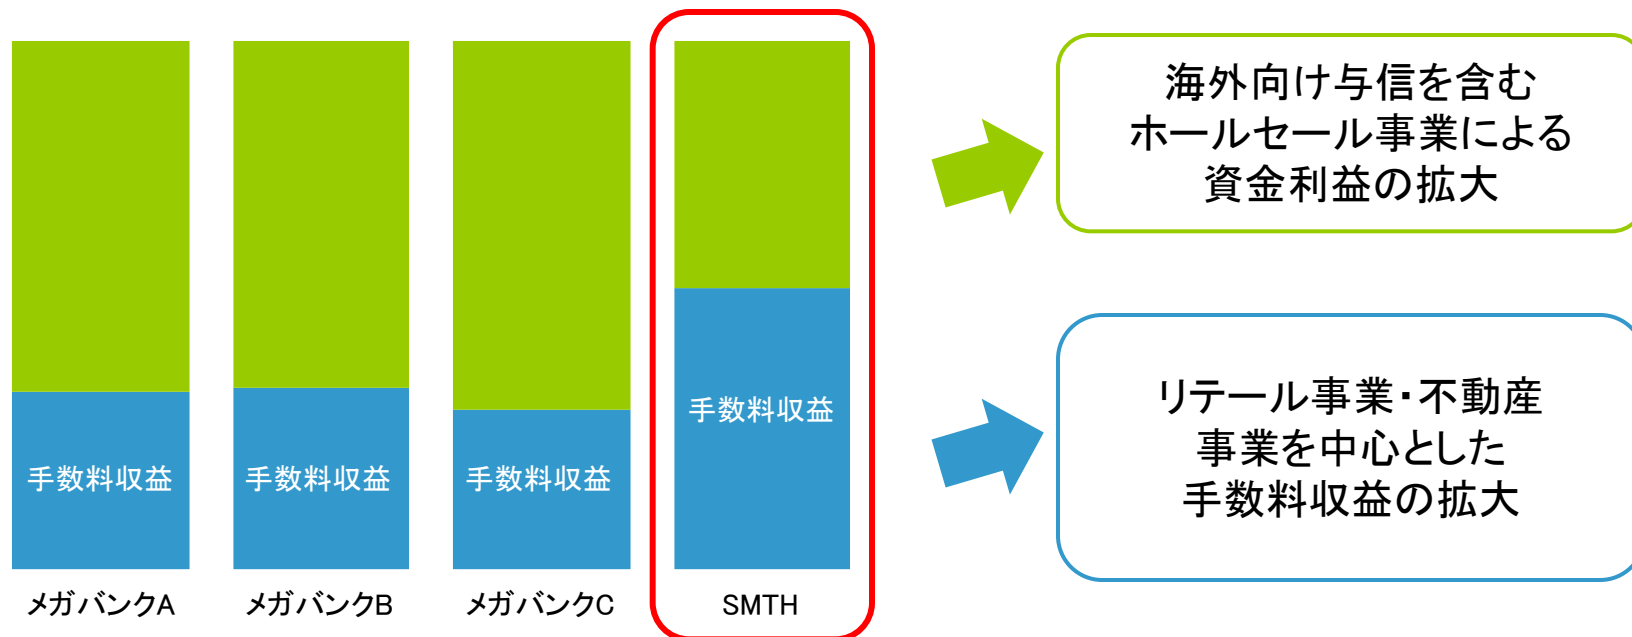 手数料収益
手数料収益
手数料収益
手数料収益
メガバンクA
メガバンクB
メガバンクC
SMTH
海外向け与信を含む
ホールセール事業による
資金利益の拡大
リテール事業・不動産
事業を中心とした
手数料収益の拡大